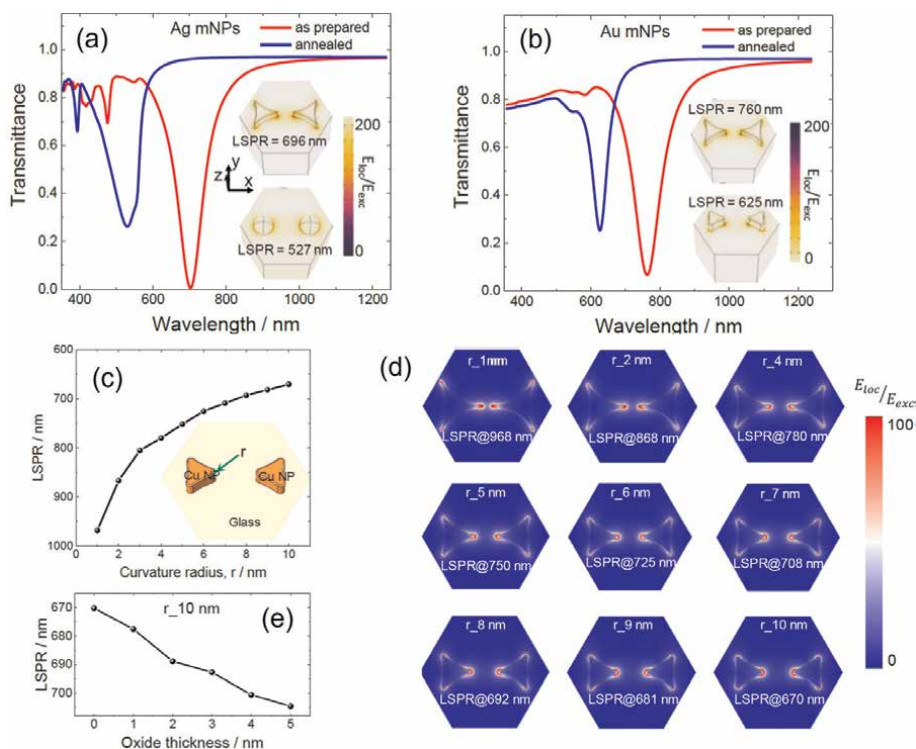 (a)
Ag mNPs
as prepared
annealed
Transmittance
1.0
0.8
0.6
0.4
0.2
0.0
LSPR = 696 nm
y
z
x
LSPR = 527 nm
200
E_loc/E_exc
0
400
600
800
1000
1200
Wavelength / nm
(b)
Au mNPs
as prepared
annealed
Transmittance
1.0
0.8
0.6
0.4
0.2
0.0
LSPR = 760 nm
LSPR = 625 nm
200
E_loc/E_exc
0
400
600
800
1000
1200
Wavelength / nm
(c)
LSPR / nm
600
700
800
900
1000
r
Cu NP
Cu NP
Glass
0
2
4
6
8
10
Curvature radius, r / nm
(d)
r_1nm
LSPR@968 nm
r_2 nm
LSPR@868 nm
r_4 nm
LSPR@780 nm
r_5 nm
LSPR@750 nm
r_6 nm
LSPR@725 nm
r_7 nm
LSPR@708 nm
r_8 nm
LSPR@692 nm
r_9 nm
LSPR@681 nm
r_10 nm
LSPR@670 nm
E_loc/E_exc
100
0
r_10 nm
(e)
LSPR / nm
670
680
690
700
0
1
2
3
4
5
Oxide thickness / nm